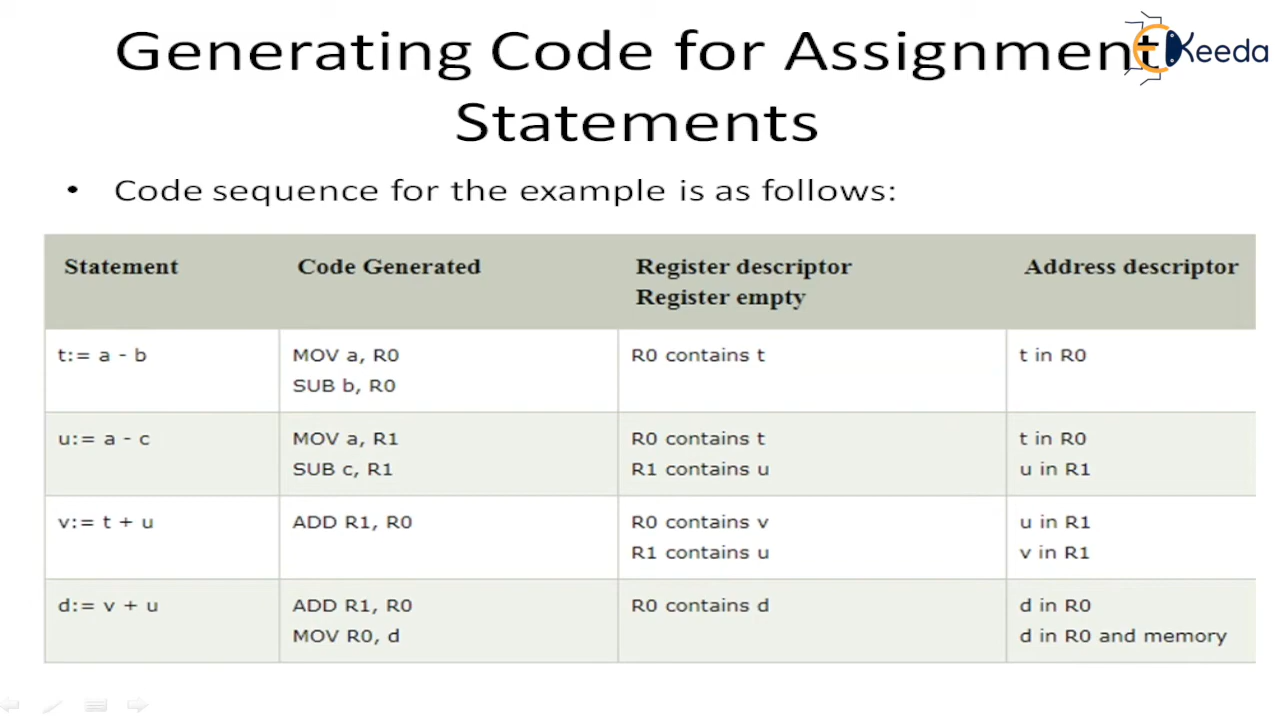 Generating Code for Assignment
Statements
Keeda
• Code sequence for the example is as follows:
Statement Code Generated Register descriptor Address descriptor
Register empty
t:= a - b MOV a, R0 R0 contains t t in R0
SUB b, R0
u:= a - c MOV a, R1 R0 contains t t in R0
SUB c, R1 R1 contains u u in R1
v:= t + u ADD R1, R0 R0 contains v u in R1
R1 contains u v in R1
d:= v + u ADD R1, R0 R0 contains d d in R0
MOV R0, d d in R0 and memory